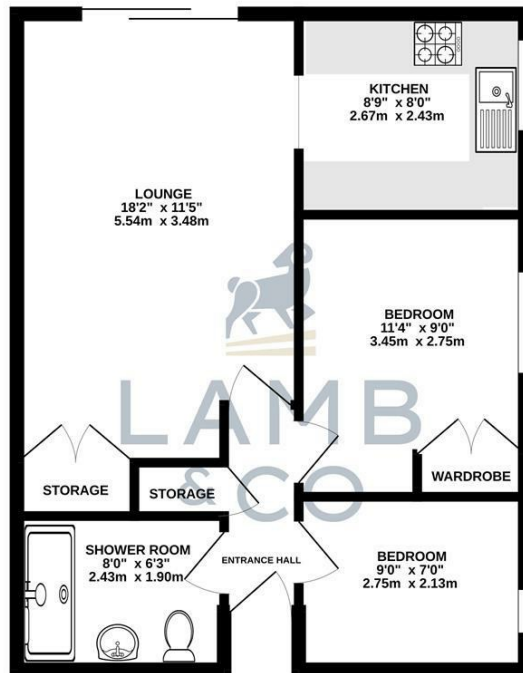 KITCHEN
8'9" x 8'0"
2.67m x 2.43m
LOUNGE
18'2" x 11'5"
5.54m x 3.48m
BEDROOM
11'4" x 9'0"
3.45m x 2.75m
LAMB
& CO
STORAGE
STORAGE
WARDROBE
SHOWER ROOM
8'0" x 6'3"
2.43m x 1.90m
ENTRANCE HALL
BEDROOM
9'0" x 7'0"
2.75m x 2.13m